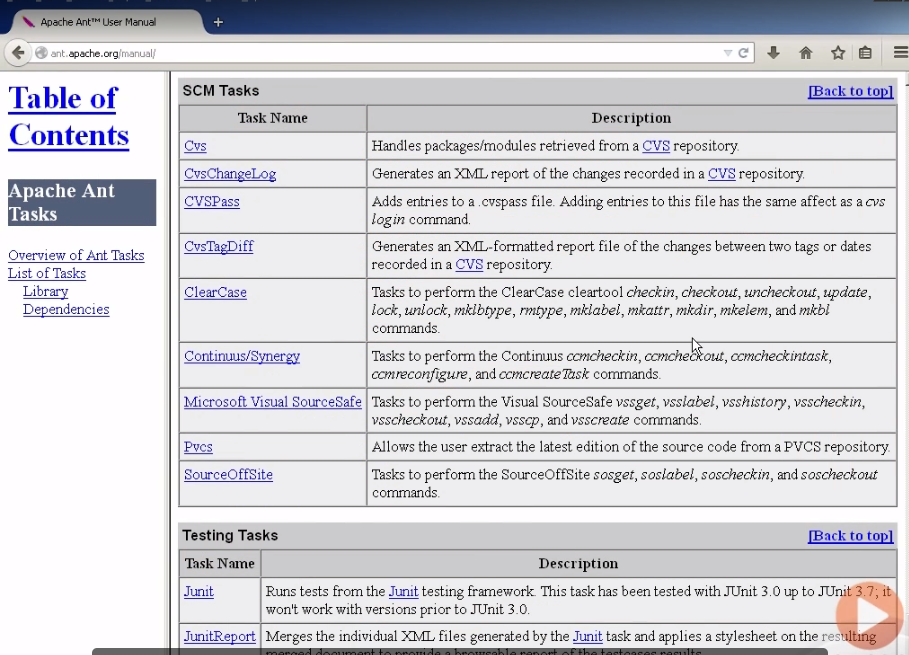 Apache Ant™ User Manual
ant.apache.org/manual/
Table of
Contents
Apache Ant
Tasks
Overview of Ant Tasks
List of Tasks
Library
Dependencies
SCM Tasks [Back to top]
Task Name Description
Cvs Handles packages/modules retrieved from a CVS repository.
CvsChangeLog Generates an XML report of the changes recorded in a CVS repository.
CVSPass Adds entries to a .cvspass file. Adding entries to this file has the same affect as a cvs
login command.
CvsTagDiff Generates an XML-formatted report file of the changes between two tags or dates
recorded in a CVS repository.
ClearCase Tasks to perform the ClearCase cleartool checkin, checkout, uncheckout, update,
lock, unlock, mklbtype, rmtype, mklabel, mkattr, mkdir, mkelem, and mkbl
commands.
Continuus/Synergy Tasks to perform the Continuus ccmcheckin, ccmcheckout, ccmcheckintask,
ccmreconfigure, and ccmcreateTask commands.
Microsoft Visual SourceSafe Tasks to perform the Visual SourceSafe vssget, vsslabel, vsshistory, vsscheckin,
vsscheckout, vssadd, vsscp, and vsscreate commands.
Pvcs Allows the user extract the latest edition of the source code from a PVCS repository.
SourceOffSite Tasks to perform the SourceOffSite sosget, soslabel, soscheckin, and soscheckout
commands.
Testing Tasks [Back to top]
Task Name Description
Junit Runs tests from the Junit testing framework. This task has been tested with JUnit 3.0 up to JUnit 3.7; it
won't work with versions prior to JUnit 3.0.
JunitReport Merges the individual XML files generated by the Junit task and applies a stylesheet on the resulting
merged document to provide a browsable report of the testcases results.